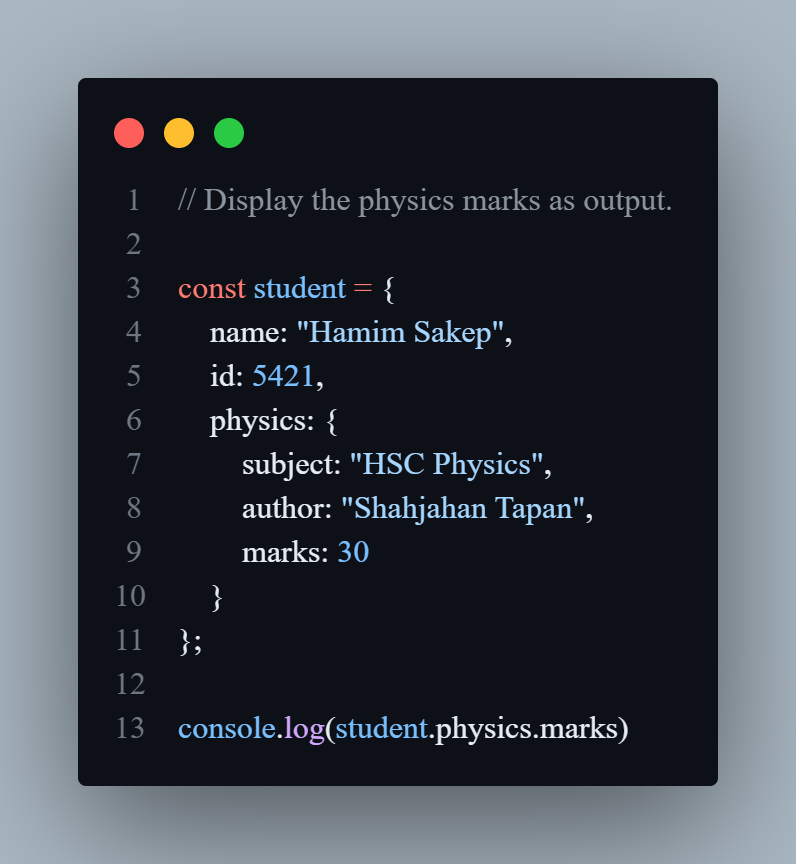 1 // Display the physics marks as output.
2
3 const student = {
4 name: "Hamim Sakep",
5 id: 5421,
6 physics: {
7 subject: "HSC Physics",
8 author: "Shahjahan Tapan",
9 marks: 30
10 }
11 };
12
13 console.log(student.physics.marks)